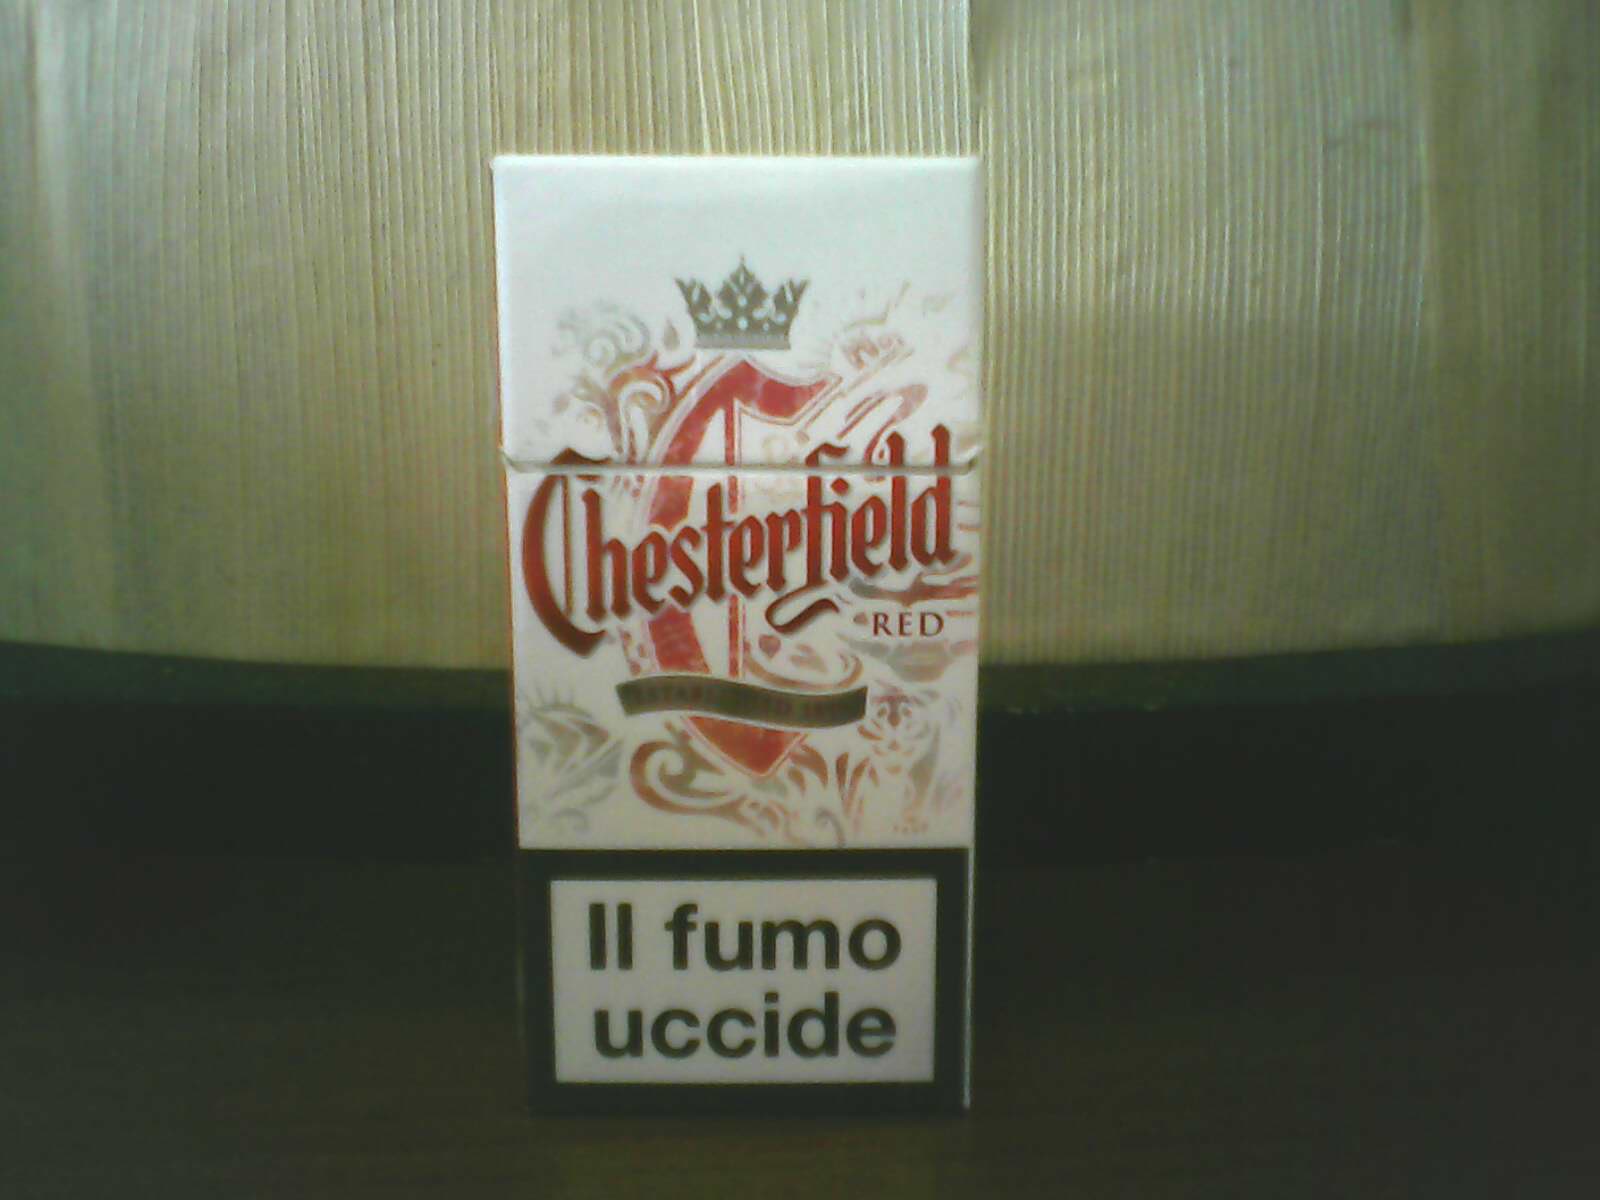 Chesterfield
RED
Il fumo
uccide